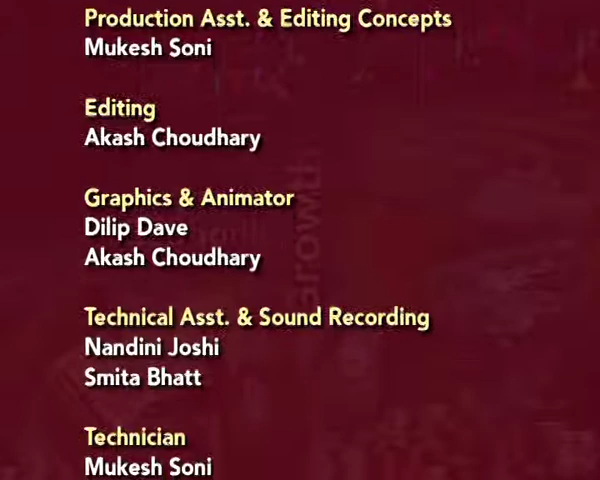 Production Asst. & Editing Concepts
Mukesh Soni
Editing
Akash Choudhary
Graphics & Animator
Dilip Dave
Akash Choudhary
Technical Asst. & Sound Recording
Nandini Joshi
Smita Bhatt
Technician
Mukesh Soni